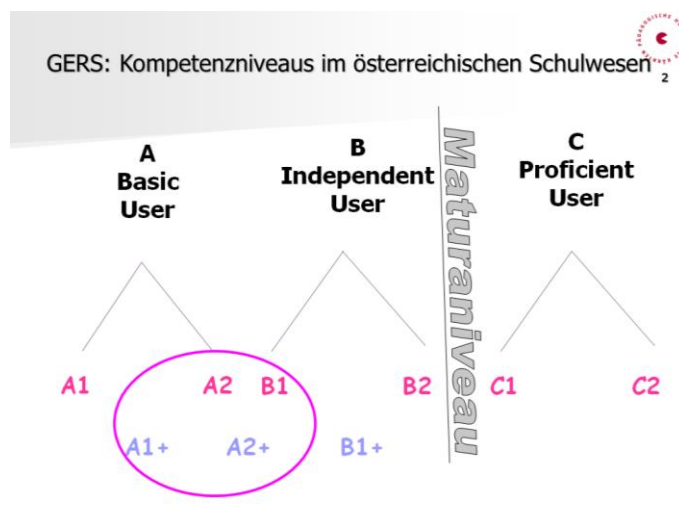 GERS: Kompetenzniveaus im österreichischen Schulwesen
2
A
Basic
User
B
Independent
User
Maturaniveau
C
Proficient
User
A1
A2
B1
B2
C1
C2
A1+
A2+
B1+